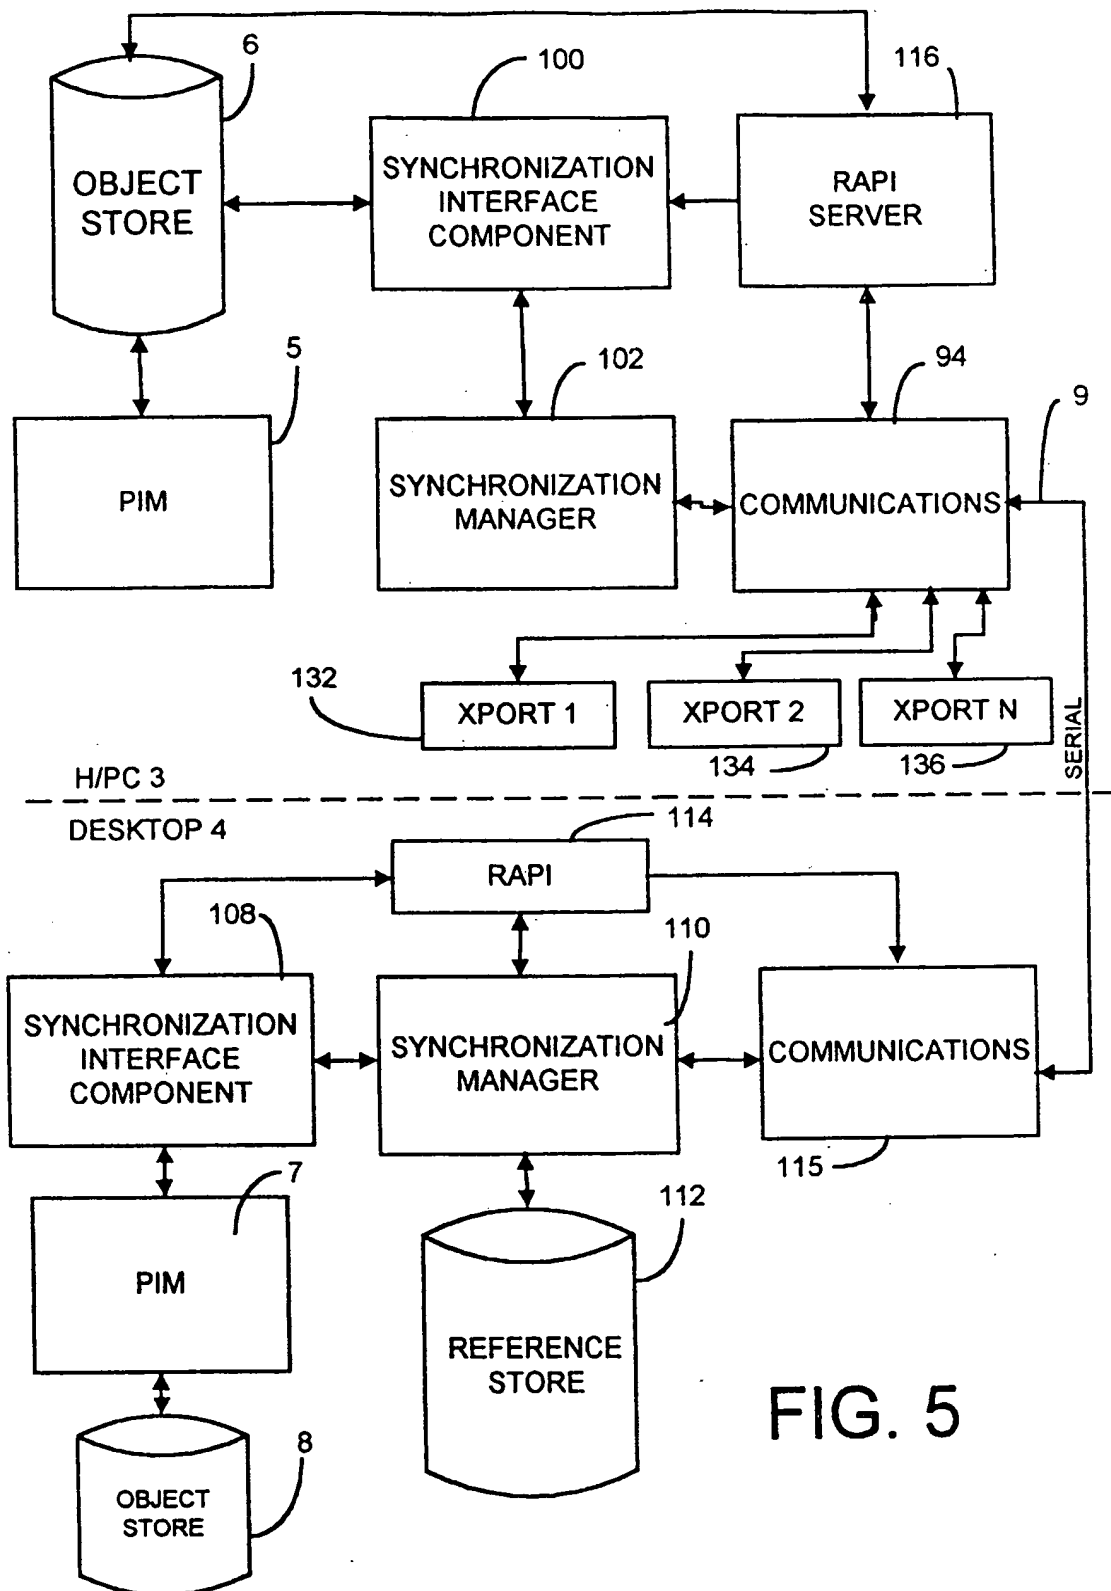 6
100
116
OBJECT
STORE
SYNCHRONIZATION
INTERFACE
COMPONENT
RAPI
SERVER
5
102
94
9
PIM
SYNCHRONIZATION
MANAGER
COMMUNICATIONS
132
XPORT 1
XPORT 2
XPORT N
134
136
SERIAL
H/PC 3
DESKTOP 4
114
RAPI
108
110
SYNCHRONIZATION
INTERFACE
COMPONENT
SYNCHRONIZATION
MANAGER
COMMUNICATIONS
115
7
112
PIM
REFERENCE
STORE
FIG. 5
8
OBJECT
STORE